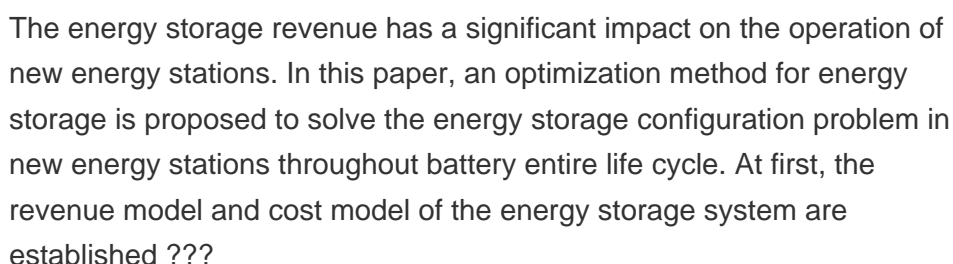 The energy storage revenue has a significant impact on the operation of
new energy stations. In this paper, an optimization method for energy
storage is proposed to solve the energy storage configuration problem in
new energy stations throughout battery entire life cycle. At first, the
revenue model and cost model of the energy storage system are
established ???